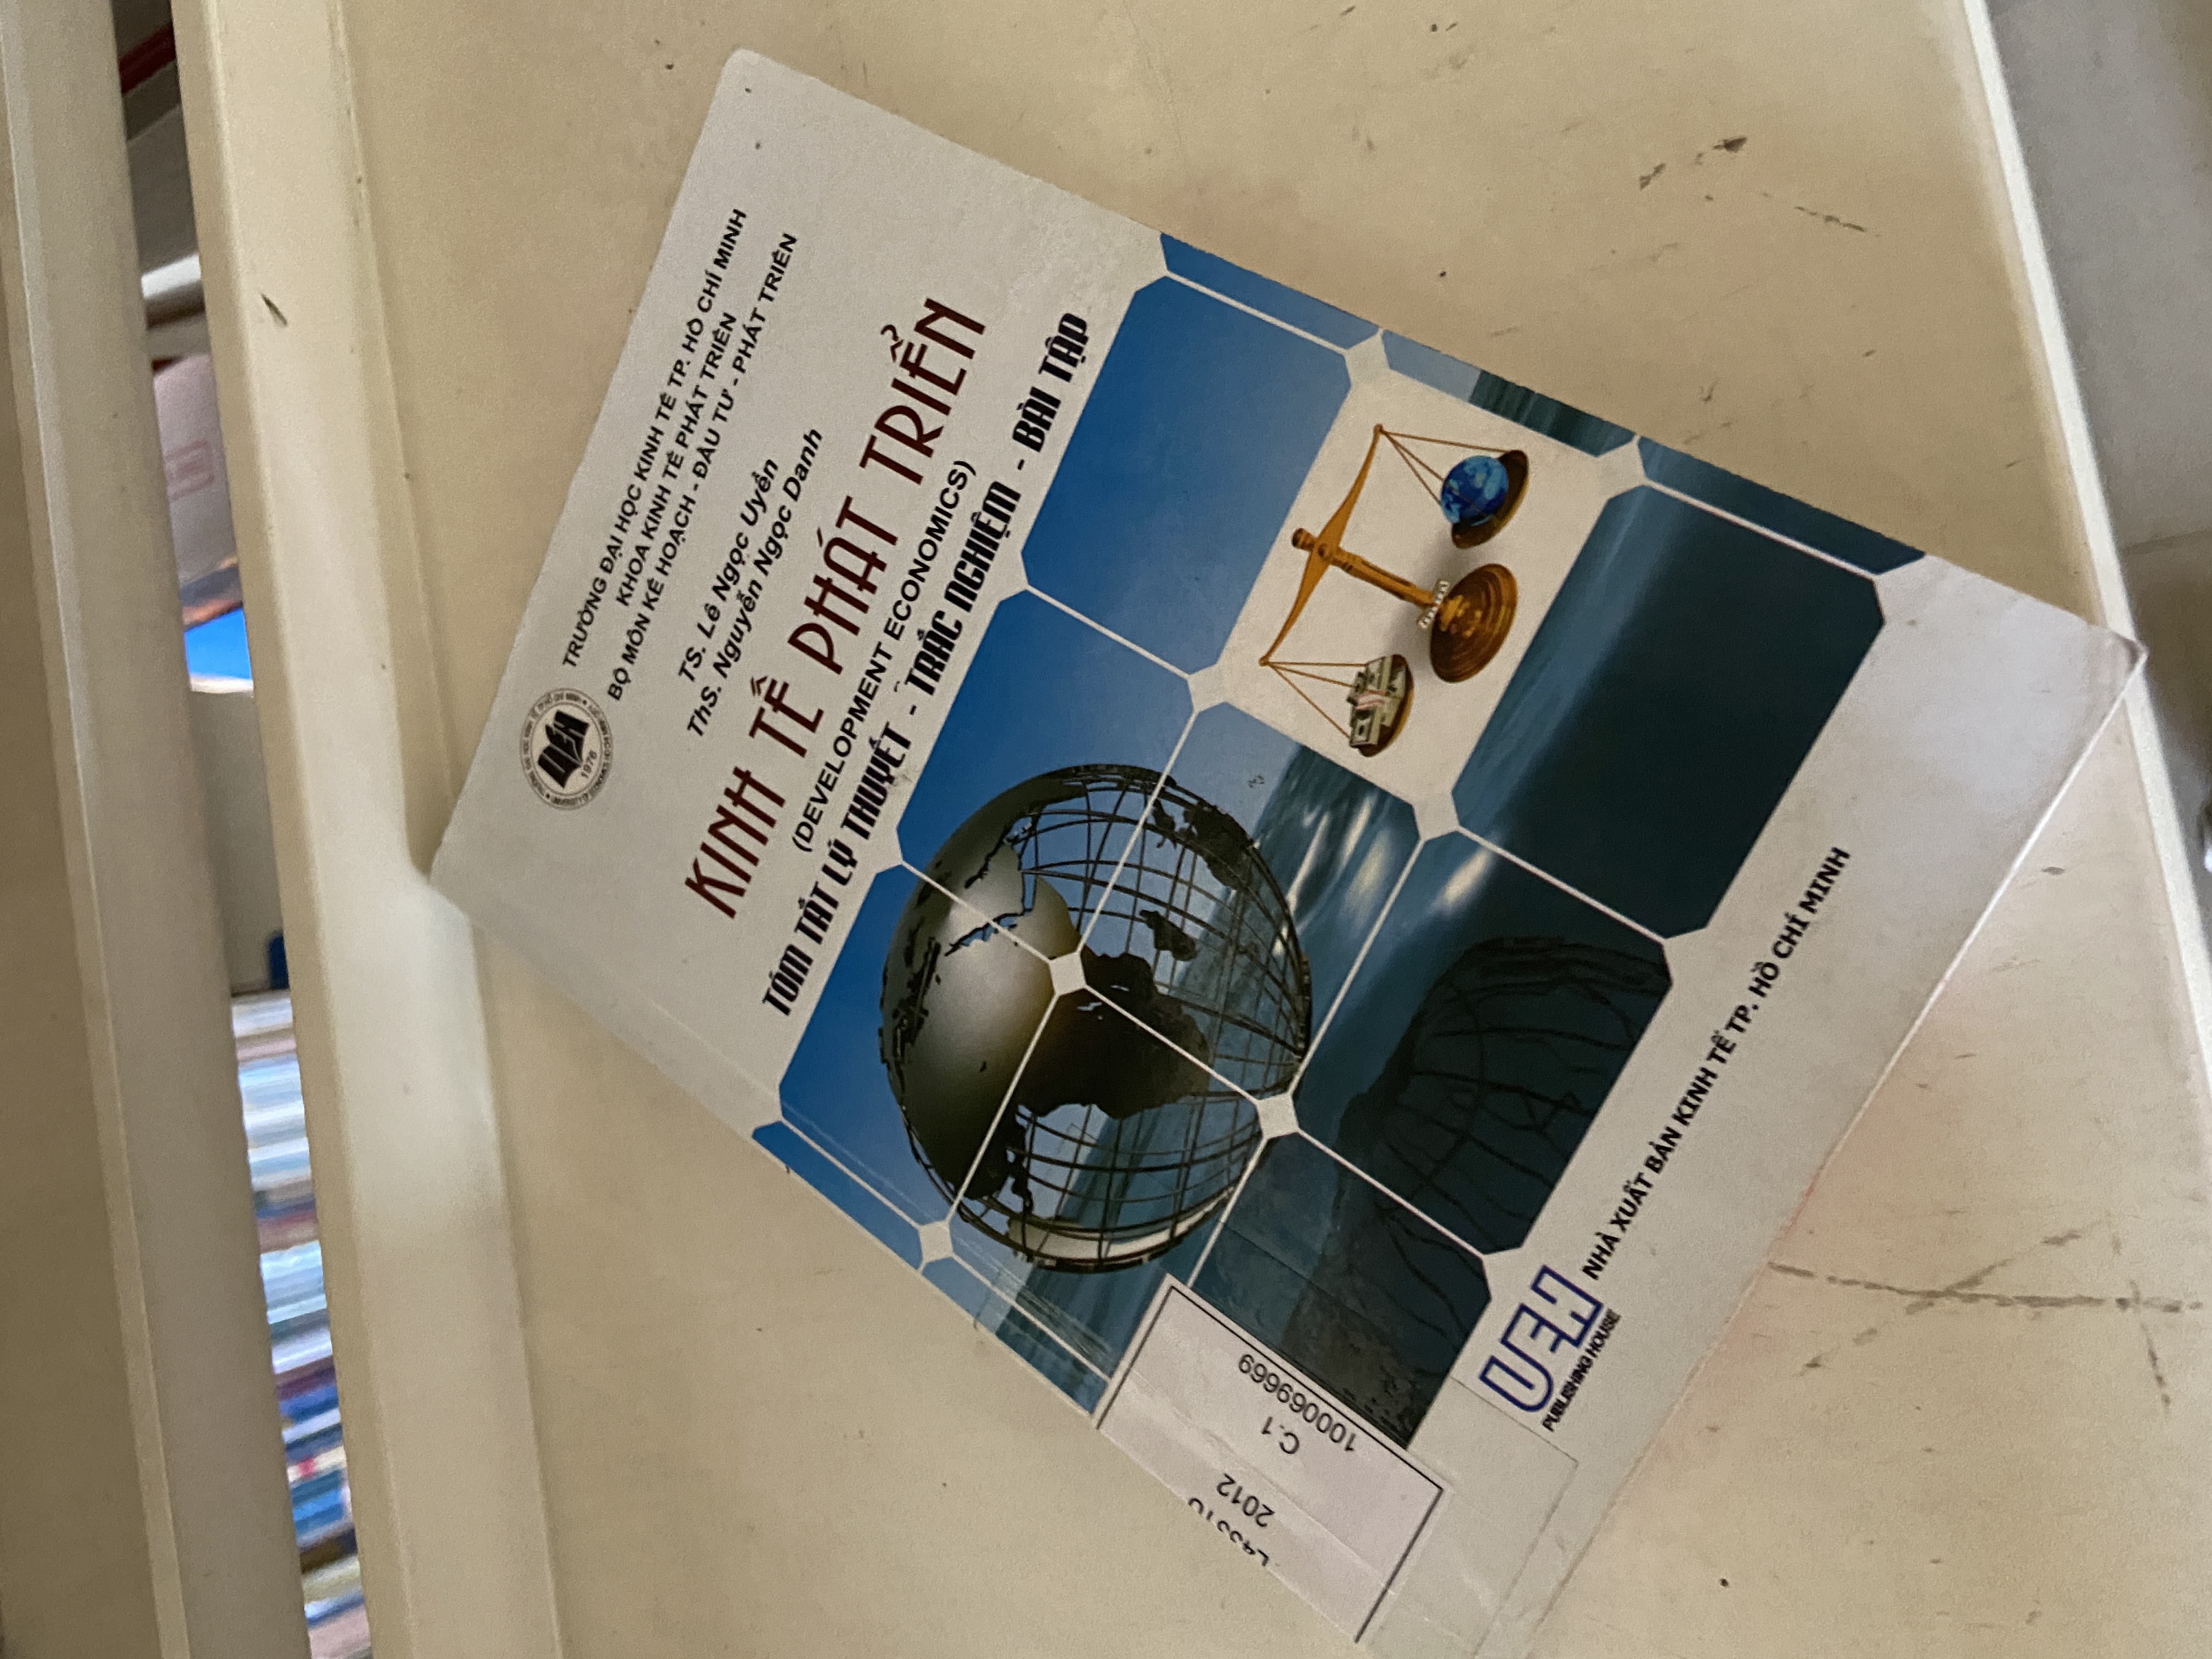 TRƯỜNG ĐẠI HỌC KINH TẾ TP. HỒ CHÍ MINH
KHOA KINH TẾ PHÁT TRIỂN
BỘ MÔN KẾ HOẠCH - ĐẦU TƯ - PHÁT TRIỂN
UEH
1976
TS. Lê Ngọc Uyển
ThS. Nguyễn Ngọc Danh
KINH TẾ PHÁT TRIỂN
(DEVELOPMENT ECONOMICS)
TÓM TẮT LÝ THUYẾT - TRẮC NGHIỆM - BÀI TẬP
2012
C.1
100069669
UEH
PUBLISHING HOUSE
NHÀ XUẤT BẢN KINH TẾ TP. HỒ CHÍ MINH